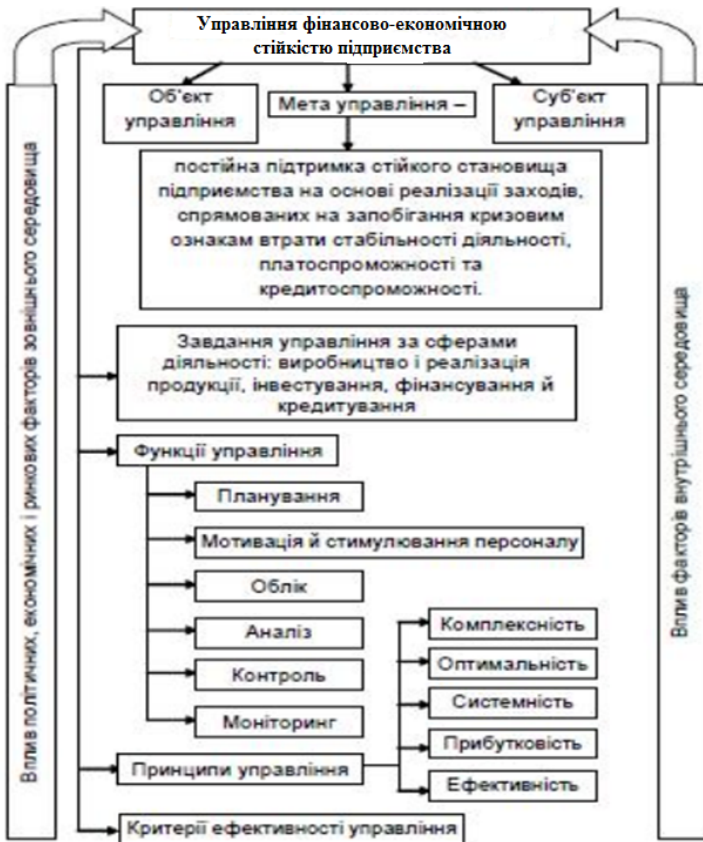 Управління фінансово-економічною
стійкістю підприємства
Об'єкт
управління
Мета управління –
Суб'єкт
управління
постійна підтримка стійкого становища
підприємства на основі реалізації заходів,
спрямованих на запобігання кризовим
ознакам втрати стабільності діяльності,
платоспроможності та
кредитоспроможності.
Завдання управління за сферами
діяльності: виробництво і реалізація
продукції, інвестування, фінансування й
кредитування
Функції управління
Планування
Мотивація й стимулювання персоналу
Облік
Аналіз
Контроль
Моніторинг
Принципи управління
Комплексність
Оптимальність
Системність
Прибутковість
Ефективність
Критерії ефективності управління
Вплив політичних, економічних і ринкових факторів зовнішнього середовища
Вплив факторів внутрішнього середовища